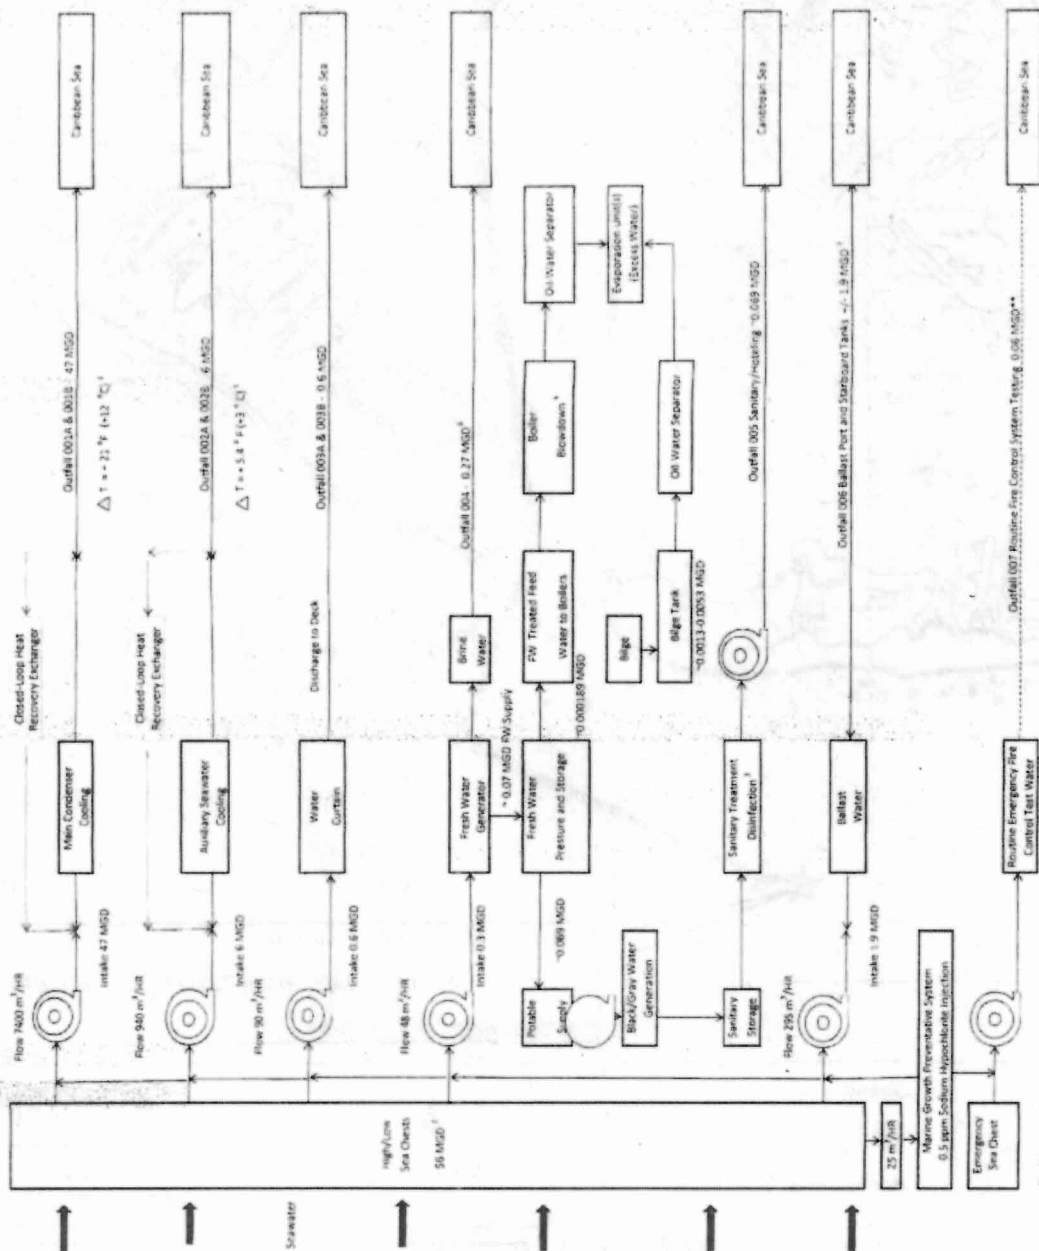 Seawater
High/Low
Sea Chests
56 MGD
25 m³/HR
Marine Growth Preventative System
0.5 ppm Sodium Hypochlorite Injection
Emergency
Sea Chest
Flow 7400 m³/HR
Intake 47 MGD
Closed-Loop Heat
Recovery Exchanger
Main Condenser
Cooling
Outfall 001A & 001B - 47 MGD
△ T = ~ 21 °F (+12 °C)
Caribbean Sea
Flow 940 m³/HR
Intake 6 MGD
Closed-Loop Heat
Recovery Exchanger
Auxiliary Seawater
Cooling
Outfall 002A & 002B 6 MGD
△ T = 5.4 °F (+3 °C)
Caribbean Sea
Flow 90 m³/HR
Intake 0.6 MGD
Water
Curtain
Discharge to Deck
Outfall 003A & 003B - 0.6 MGD
Caribbean Sea
Flow 48 m³/HR
Intake 0.3 MGD
Fresh Water
Generator
Brine
Water
Outfall 004 - 0.27 MGD
Caribbean Sea
~ 0.07 MGD FW Supply
Fresh Water
Pressure and Storage
~0.000189 MGD
FW Treated Feed
Water to Boilers
Boiler
Blowdown
Oil-Water Separator
Evaporation Unit(s)
(Excess Water)
Bilge
Bilge Tank
~0.0013-0.0053 MGD
Oil Water Separator
~0.069 MGD
Potable
Supply
Black/Gray Water
Generation
Sanitary
Storage
Sanitary Treatment
Disinfection
Outfall 005 Sanitary/Hoteling ~0.069 MGD
Caribbean Sea
Flow 295 m³/HR
Intake 1.9 MGD
Ballast
Water
Outfall 006 Ballast Port and Starboard Tanks +/- 1.9 MGD
Caribbean Sea
Routine Emergency Fire
Control Test Water
Outfall 007 Routine Fire Control System Testing 0.06 MGD**
Caribbean Sea